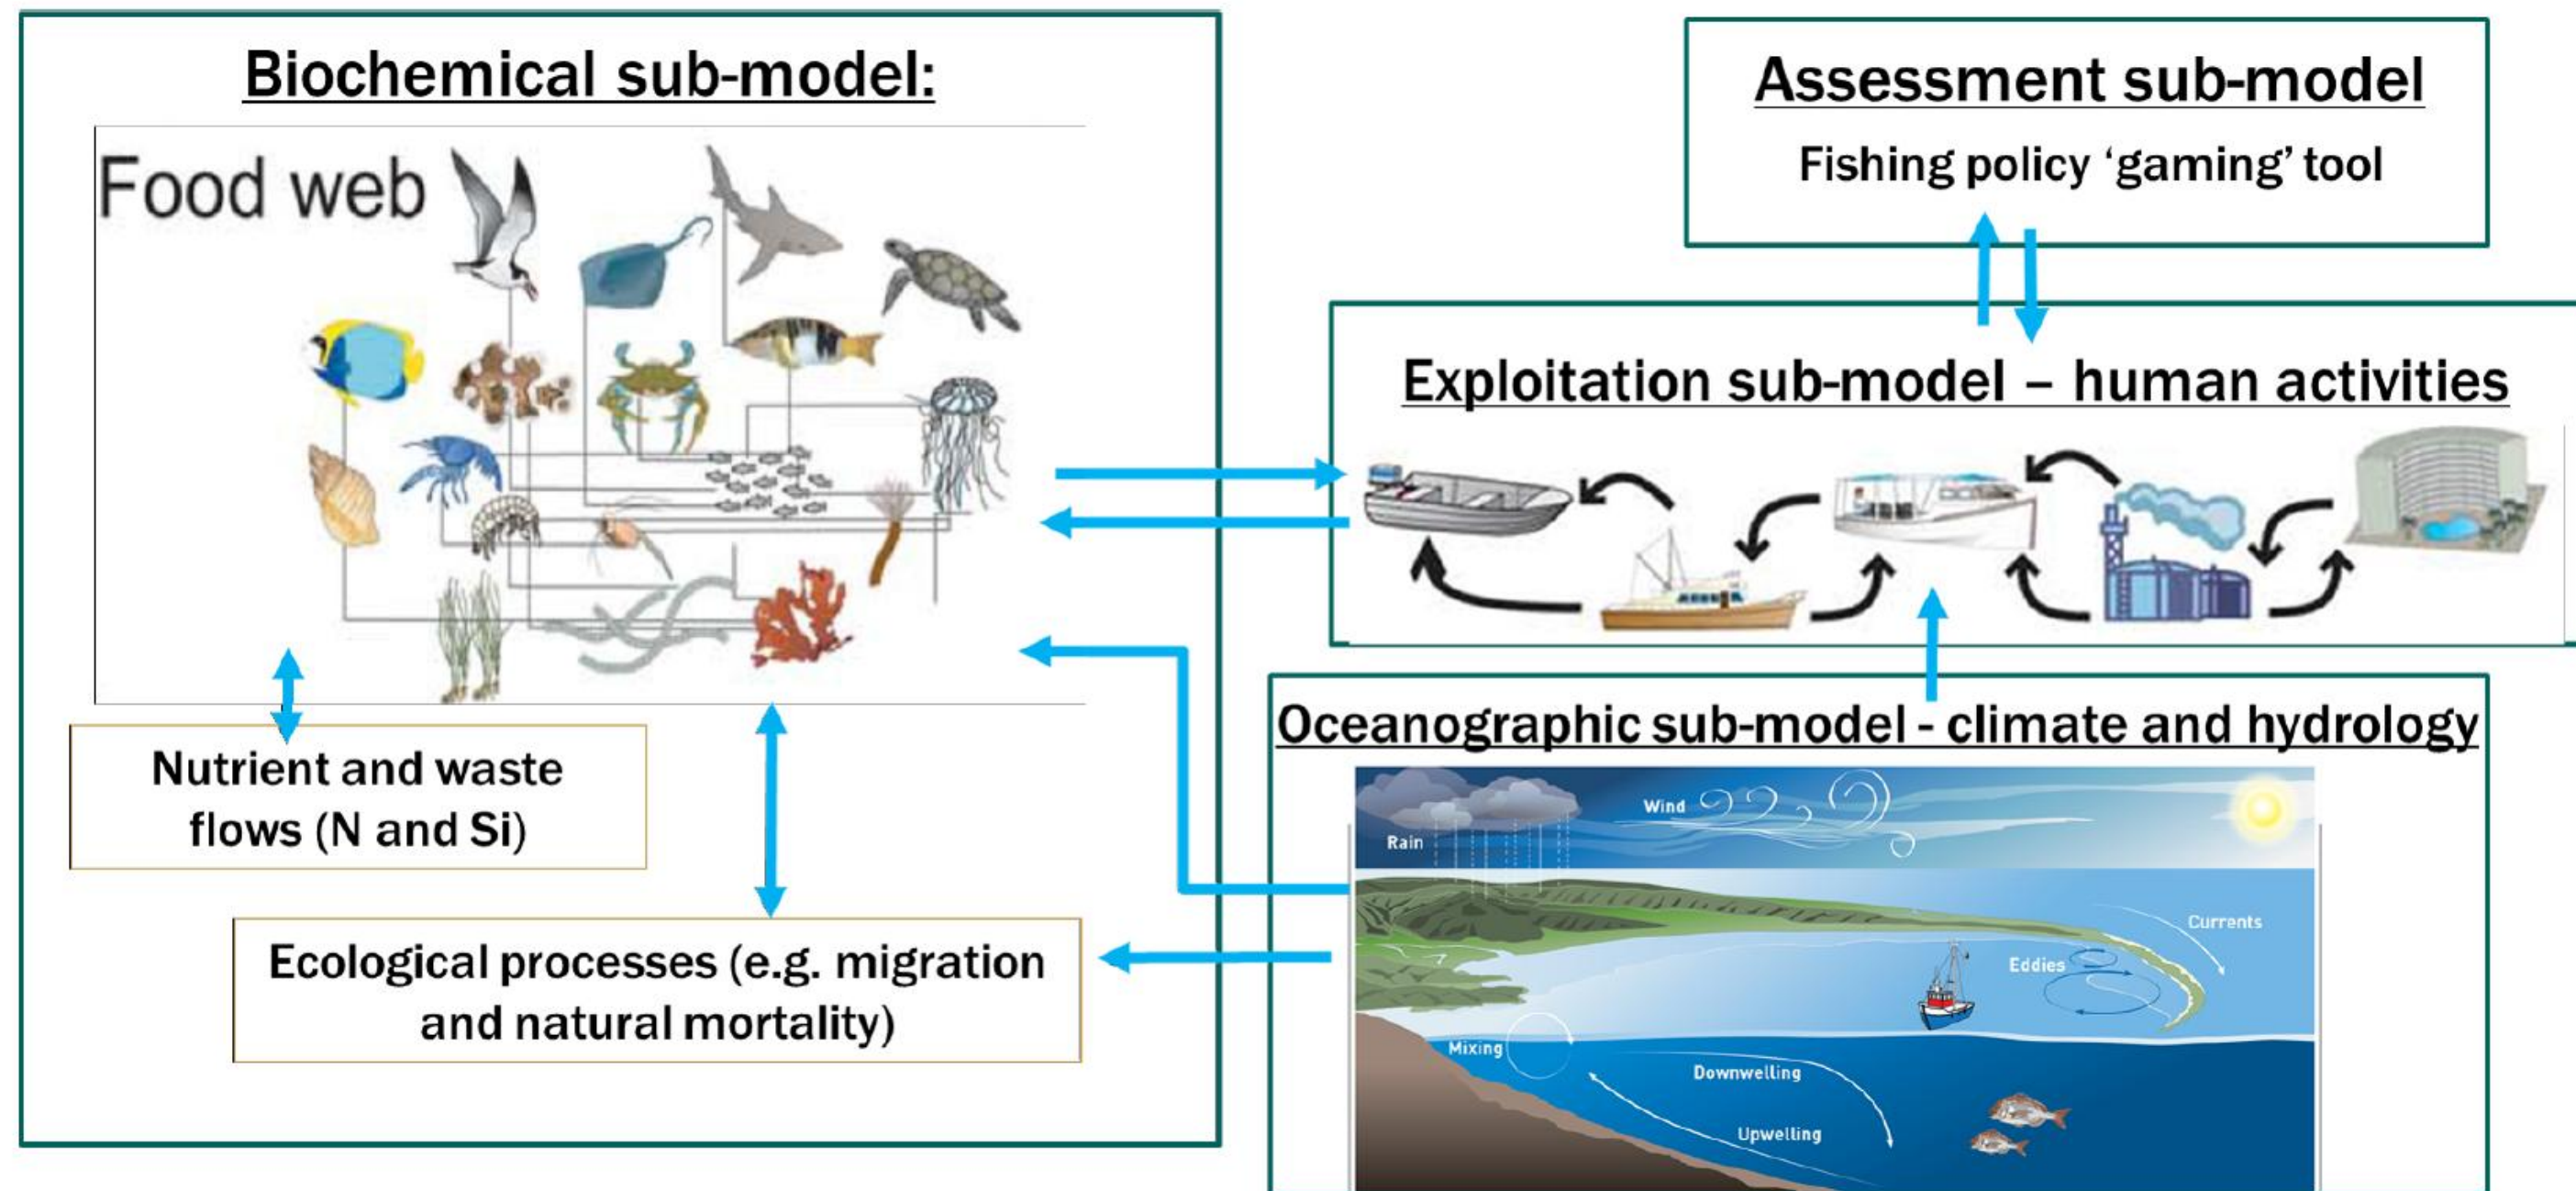 Biochemical sub-model:
Food web
Nutrient and waste
flows (N and Si)
Ecological processes (e.g. migration
and natural mortality)
Assessment sub-model
Fishing policy ‘gaming’ tool
Exploitation sub-model – human activities
Oceanographic sub-model - climate and hydrology
Wind
Rain
Currents
Eddies
Mixing
Downwelling
Upwelling